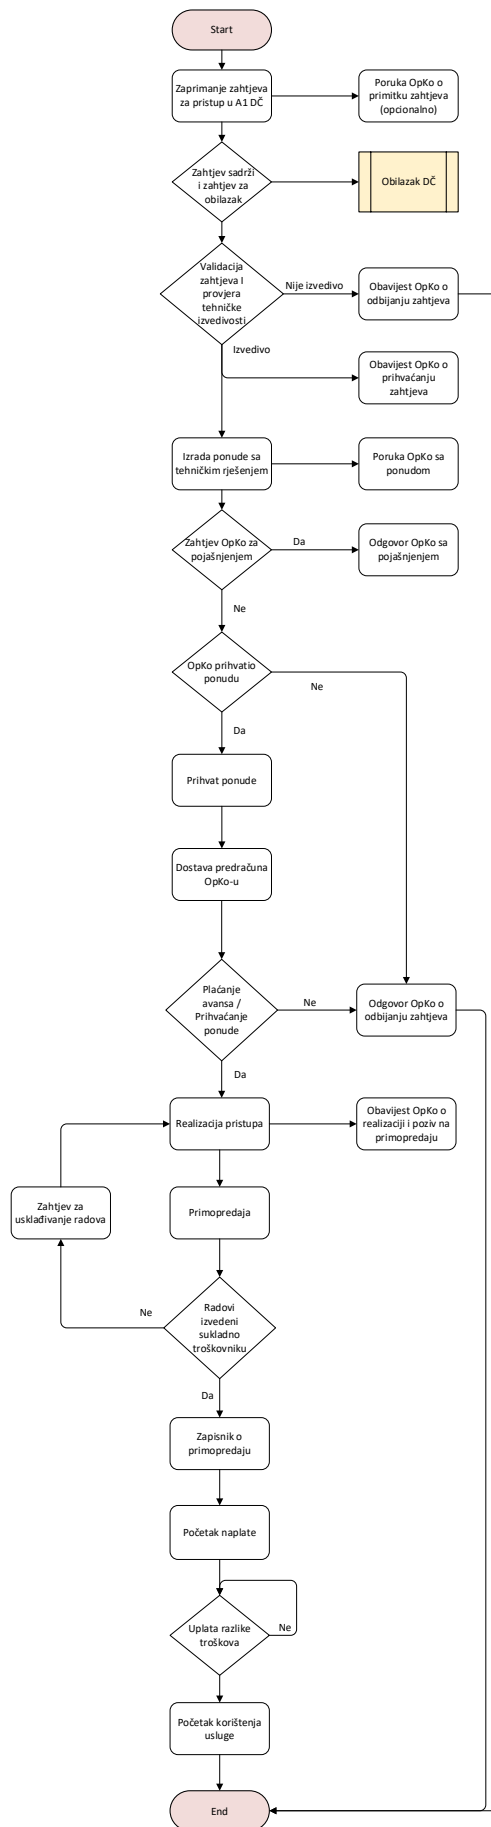 Start
Zaprimanje zahtjeva
za pristup u A1 DČ
Poruka OpKo o
primitku zahtjeva
(opcionalno)
Zahtjev sadrži
i zahtjev za
obilazak
Obilazak DČ
Validacija
zahtjeva I
provjera
tehničke
izvedivosti
Nije izvedivo
Obavijest OpKo o
odbijanju zahtjeva
Izvedivo
Obavijest OpKo o
prihvaćanju
zahtjeva
Izrada ponude sa
tehničkim rješenjem
Poruka OpKo sa
ponudom
Zahtjev OpKo za
pojašnjenjem
Da
Odgovor OpKo sa
pojašnjenjem
Ne
OpKo prihvatio
ponudu
Ne
Da
Prihvat ponude
Dostava predračuna
OpKo-u
Plaćanje
avansa /
Prihvaćanje
ponude
Ne
Odgovor OpKo o
odbijanju zahtjeva
Da
Realizacija pristupa
Obavijest OpKo o
realizaciji i poziv na
primopredaju
Zahtjev za
usklađivanje radova
Primopredaja
Ne
Radovi
izvedeni
sukladno
troškovniku
Da
Zapisnik o
primopredaju
Početak naplate
Uplata razlike
troškova
Ne
Početak korištenja
usluge
End